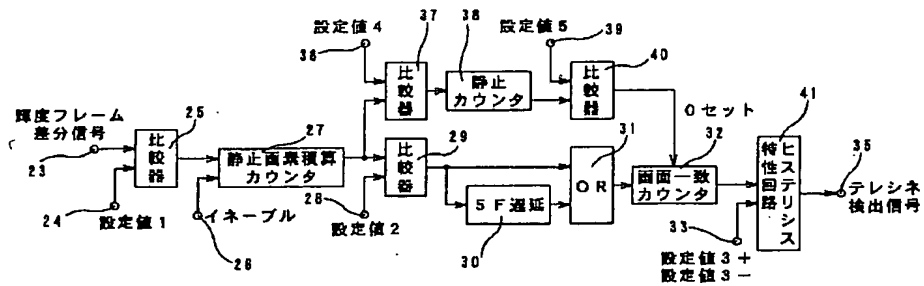 設定値4
36
37
38
設定値5
39
40
比較器
静止
カウンタ
比較器
輝度フレーム
差分信号
23
25
比較器
27
静止画素積算
カウンタ
29
比較器
31
OR
0セット
32
画面一致
カウンタ
41
ヒステリシス
特性回路
35
テレシネ
検出信号
24
設定値1
イネーブル
26
28
設定値2
5F遅延
30
33
設定値3+
設定値3-